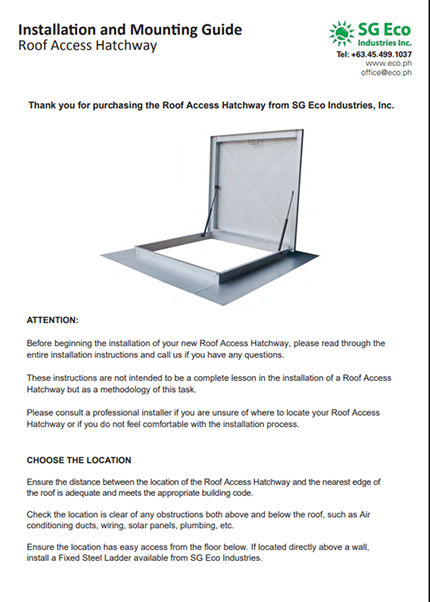 Installation and Mounting Guide
Roof Access Hatchway
SG Eco
Industries Inc.
Tel: +63.45.499.1037
www.eco.ph
office@eco.ph
Thank you for purchasing the Roof Access Hatchway from SG Eco Industries, Inc.
ATTENTION:
Before beginning the installation of your new Roof Access Hatchway, please read through the
entire installation instructions and call us if you have any questions.
These instructions are not intended to be a complete lesson in the installation of a Roof Access
Hatchway but as a methodology of this task.
Please consult a professional installer if you are unsure of where to locate your Roof Access
Hatchway or if you do not feel comfortable with the installation process.
CHOOSE THE LOCATION
Ensure the distance between the location of the Roof Access Hatchway and the nearest edge of
the roof is adequate and meets the appropriate building code.
Check the location is clear of any obstructions both above and below the roof, such as Air
conditioning ducts, wiring, solar panels, plumbing, etc.
Ensure the location has easy access from the floor below. If located directly above a wall,
install a Fixed Steel Ladder available from SG Eco Industries.